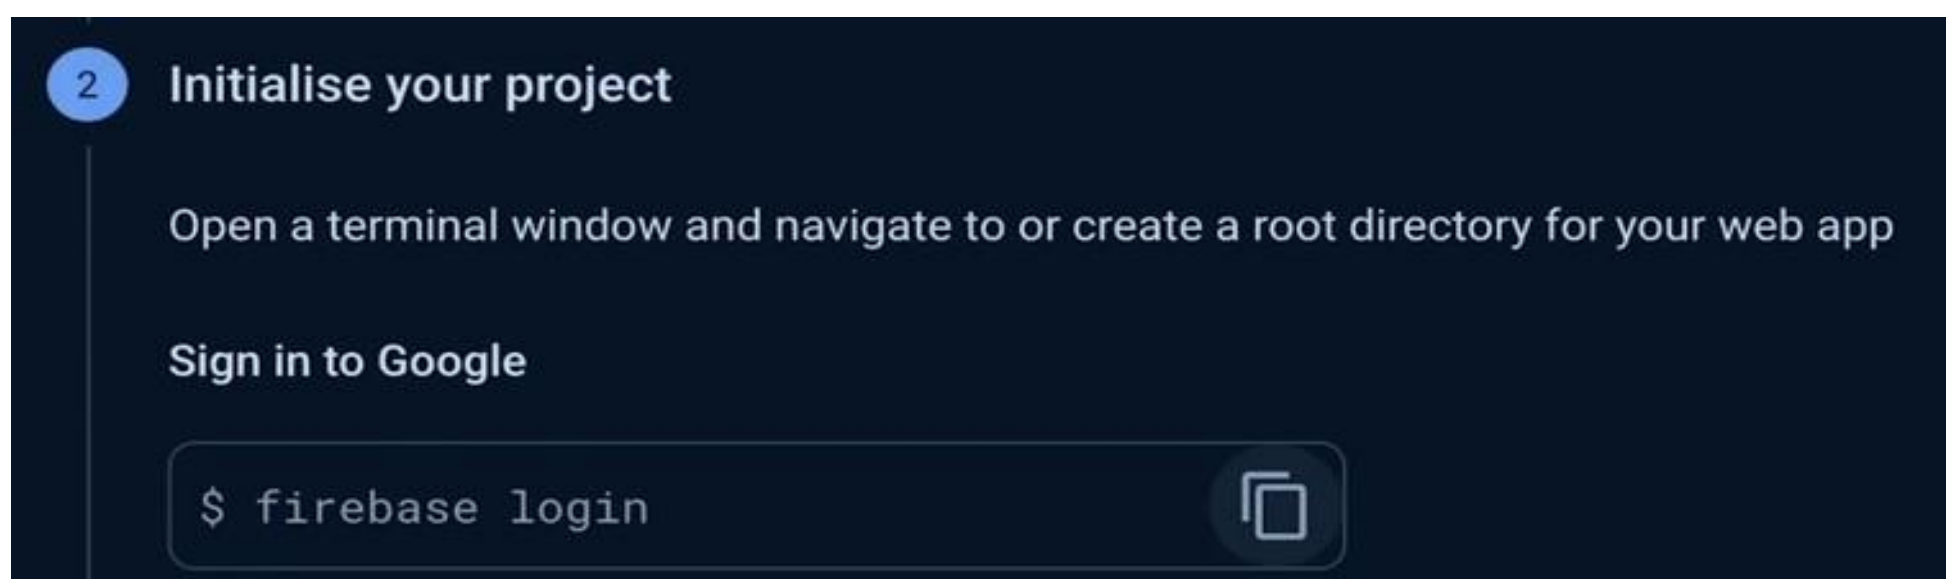 2
Initialise your project
Open a terminal window and navigate to or create a root directory for your web app
Sign in to Google
$ firebase login